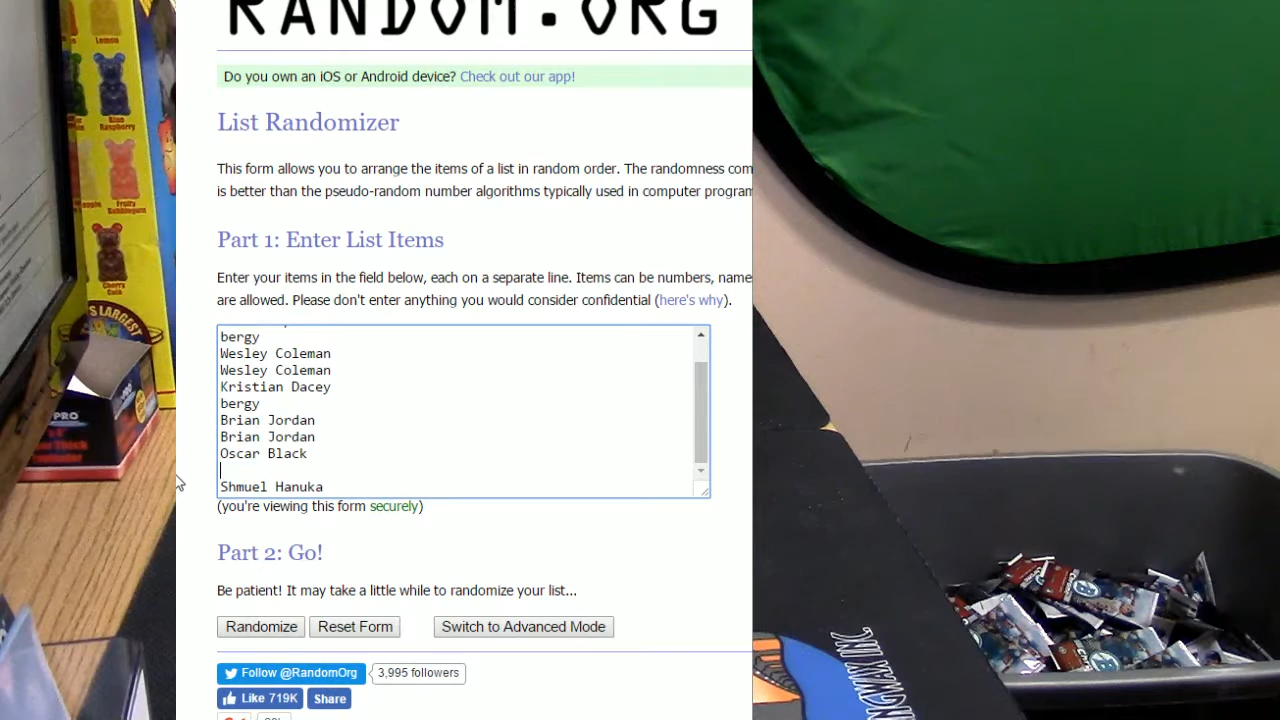 RANDOM.ORG
Do you own an iOS or Android device? Check out our app!
List Randomizer
This form allows you to arrange the items of a list in random order. The randomness com
is better than the pseudo-random number algorithms typically used in computer program
Part 1: Enter List Items
Enter your items in the field below, each on a separate line. Items can be numbers, name
are allowed. Please don't enter anything you would consider confidential (here's why).
bergy
Wesley Coleman
Wesley Coleman
Kristian Dacey
bergy
Brian Jordan
Brian Jordan
Oscar Black
Shmuel Hanuka
(you're viewing this form securely)
Part 2: Go!
Be patient! It may take a little while to randomize your list...
Randomize
Reset Form
Switch to Advanced Mode
Follow @RandomOrg
3,995 followers
Like 719K
Share
Lemon
Blue
Raspberry
Fruity
Bubblegum
Cherry
Cola
'S LARGEST
PRO
INGWAX INC.